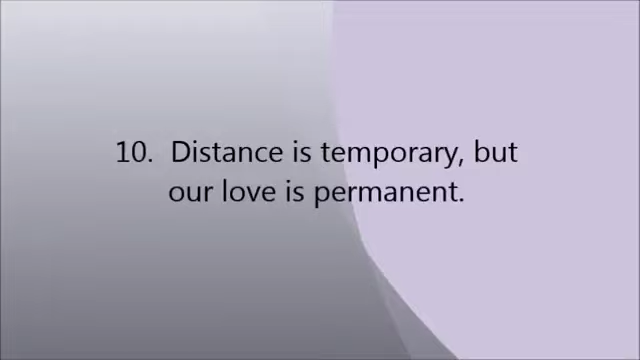 10.  Distance is temporary, but
our love is permanent.